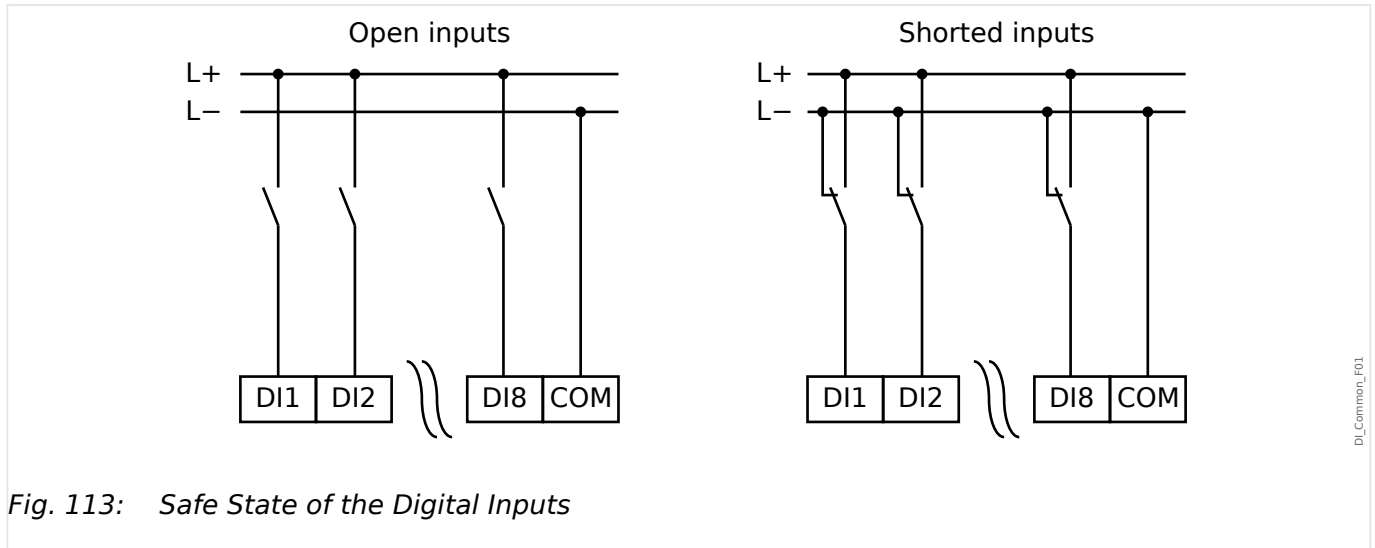 Open inputs
Shorted inputs
L+
L−
L+
L−
DI1 DI2 DI8 COM
DI1 DI2 DI8 COM
DI_Common_F01
Fig. 113: Safe State of the Digital Inputs